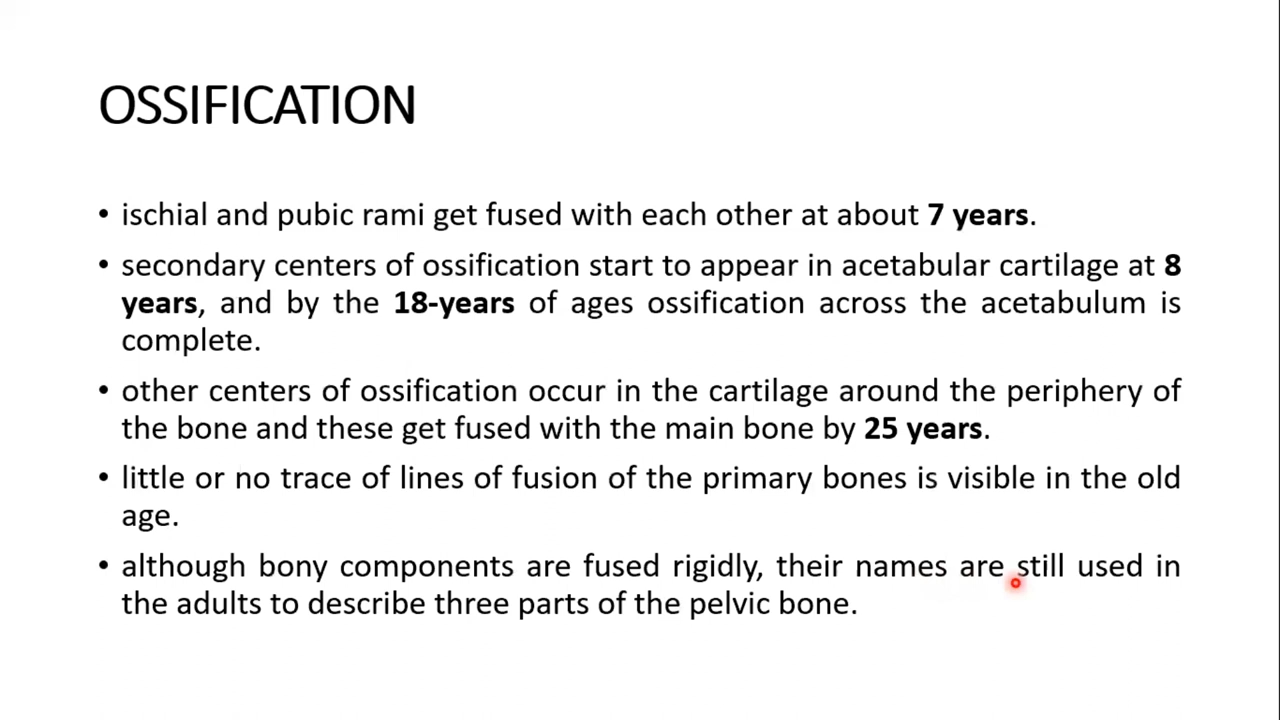 OSSIFICATION
• ischial and pubic rami get fused with each other at about 7 years.
• secondary centers of ossification start to appear in acetabular cartilage at 8
years, and by the 18-years of ages ossification across the acetabulum is
complete.
• other centers of ossification occur in the cartilage around the periphery of
the bone and these get fused with the main bone by 25 years.
• little or no trace of lines of fusion of the primary bones is visible in the old
age.
• although bony components are fused rigidly, their names are still used in
the adults to describe three parts of the pelvic bone.